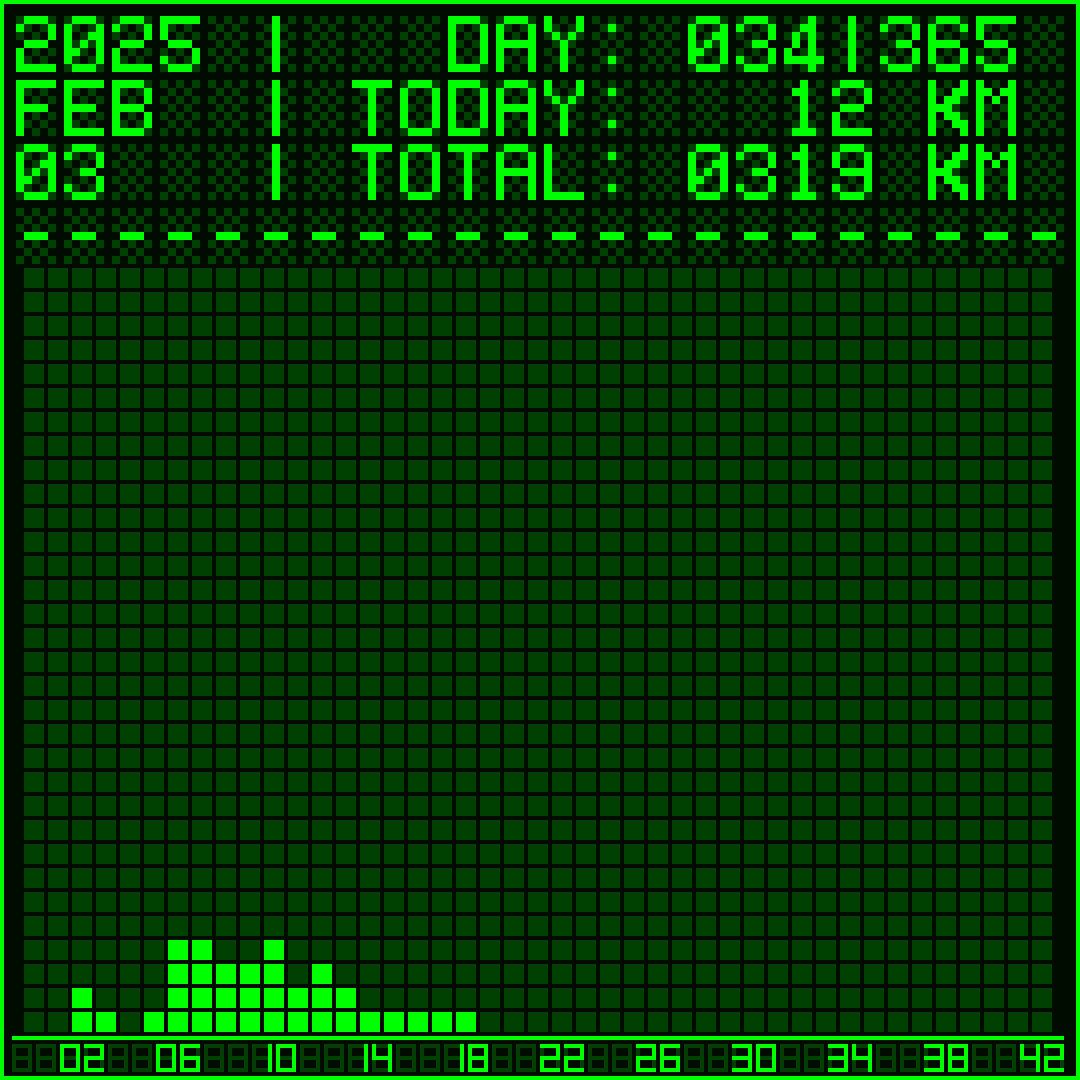 2025 | DAY: 034|365
FEB | TODAY: 12 KM
03 | TOTAL: 0319 KM
- - - - - - - - - - - - - - - - - - - - - -
02 06 10 14 18 22 26 30 34 38 42